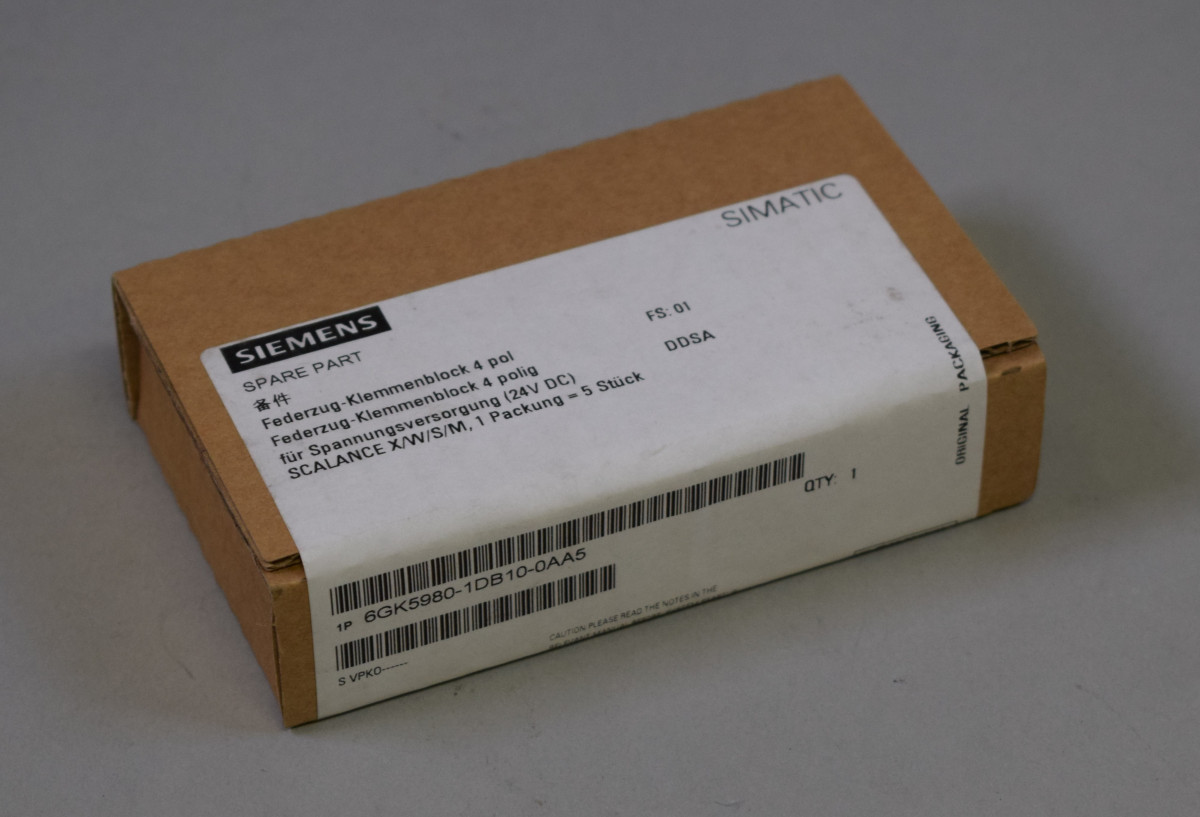 SIMATIC
SIEMENS
SPARE PART
备件
Federzug-Klemmenblock 4 pol
Federzug-Klemmenblock 4 polig
für Spannungsversorgung (24V DC)
SCALANCE X/W/S/M, 1 Packung = 5 Stück
FS: 01
DDSA
ORIGINAL PACKAGING
QTY: 1
1P 6GK5980-1DB10-0AA5
S VPKO------
CAUTION PLEASE READ THE NOTES IN THE